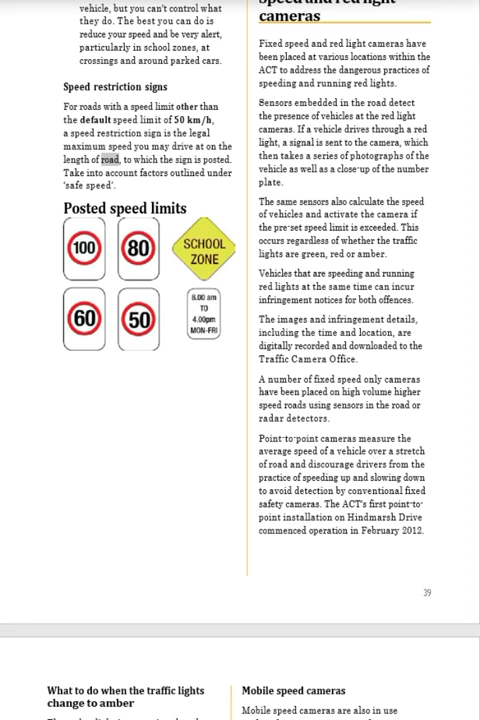 vehicle, but you can't control what
they do. The best you can do is
reduce your speed and be very alert,
particularly in school zones, at
crossings and around parked cars.
Speed restriction signs
For roads with a speed limit other than
the default speed limit of 50 km/h,
a speed restriction sign is the legal
maximum speed you may drive at on the
length of road, to which the sign is posted.
Take into account factors outlined under
'safe speed'.
Posted speed limits
100
80
SCHOOL
ZONE
60
50
8.00 am
TO
4.00pm
MON-FRI
Speed and red light
cameras
Fixed speed and red light cameras have
been placed at various locations within the
ACT to address the dangerous practices of
speeding and running red lights.
Sensors embedded in the road detect
the presence of vehicles at the red light
cameras. If a vehicle drives through a red
light, a signal is sent to the camera, which
then takes a series of photographs of the
vehicle as well as a close-up of the number
plate.
The same sensors also calculate the speed
of vehicles and activate the camera if
the pre-set speed limit is exceeded. This
occurs regardless of whether the traffic
lights are green, red or amber.
Vehicles that are speeding and running
red lights at the same time can incur
infringement notices for both offences.
The images and infringement details,
including the time and location, are
digitally recorded and downloaded to the
Traffic Camera Office.
A number of fixed speed only cameras
have been placed on high volume higher
speed roads using sensors in the road or
radar detectors.
Point-to-point cameras measure the
average speed of a vehicle over a stretch
of road and discourage drivers from the
practice of speeding up and slowing down
to avoid detection by conventional fixed
safety cameras. The ACT's first point-to-
point installation on Hindmarsh Drive
commenced operation in February 2012.
39
What to do when the traffic lights
change to amber
Mobile speed cameras
Mobile speed cameras are also in use